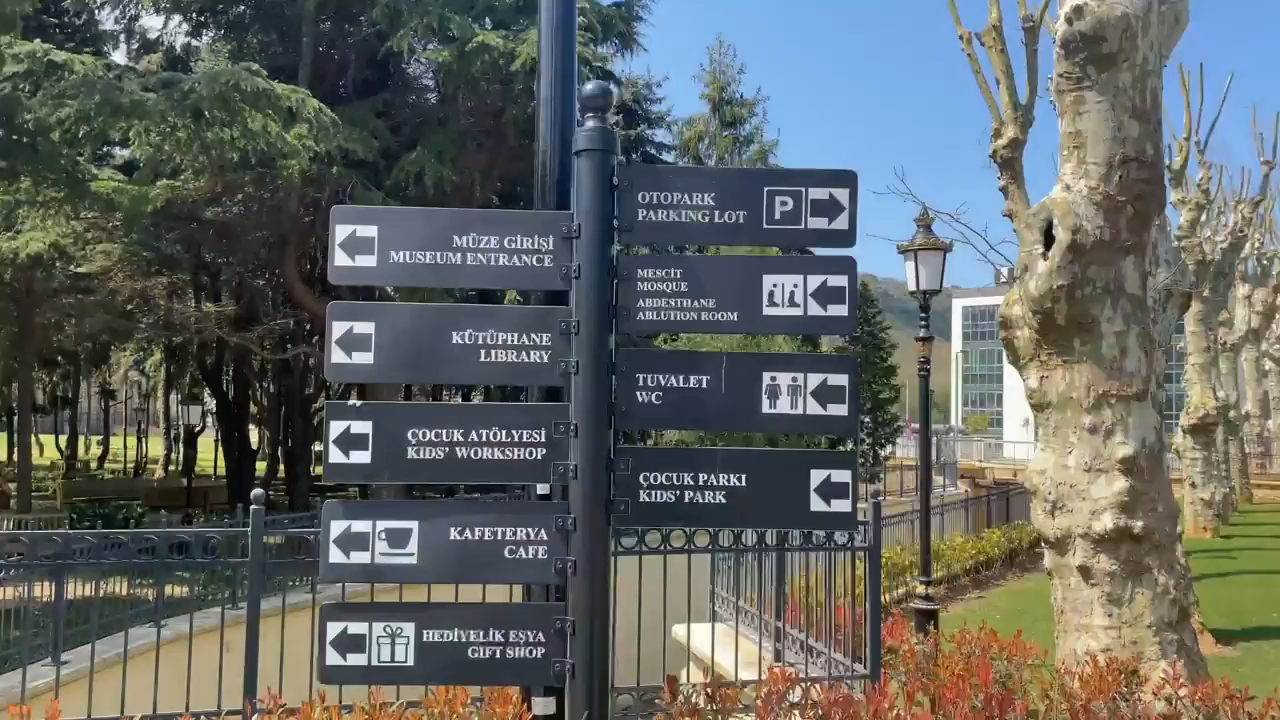 MÜZE GİRİŞİ
MUSEUM ENTRANCE
KÜTÜPHANE
LIBRARY
ÇOCUK ATÖLYESİ
KIDS' WORKSHOP
KAFETERYA
CAFE
HEDİYELİK EŞYA
GIFT SHOP
OTOPARK
PARKING LOT
P
MESCİT
MOSQUE
ABDESTHANE
ABLUTION ROOM
TUVALET
WC
ÇOCUK PARKI
KIDS' PARK